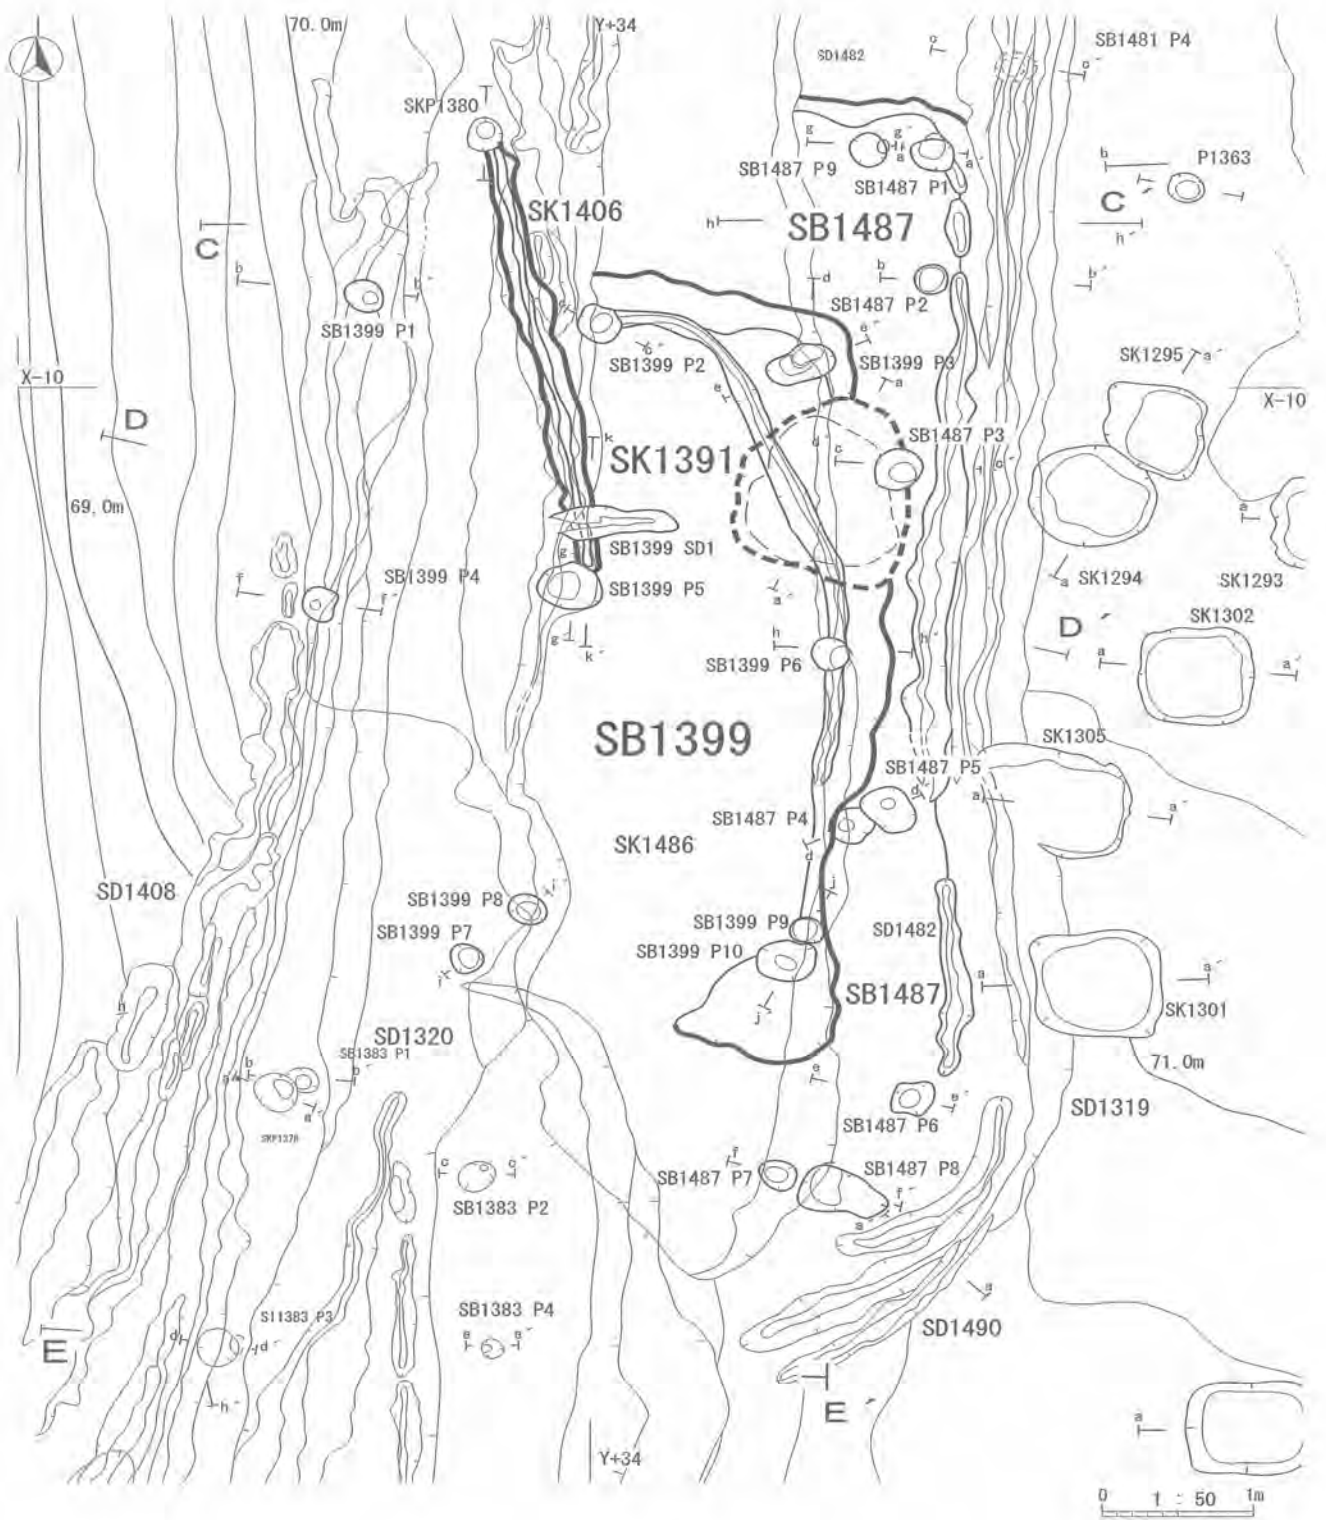 70.0m
Y+34
SD1482
SB1481 P4
SKP1380
SB1487 P9
SB1487 P1
P1363
SK1406
SB1487
C
C
SB1399 P1
SB1487 P2
SB1399 P2
SB1399 P3
SK1295
X-10
X-10
D
SB1487 P3
SK1391
69.0m
SB1399 SD1
SB1399 P4
SB1399 P5
SK1294
SK1293
SK1302
D´
SB1399 P6
SB1399
SK1305
SB1487 P5
SB1487 P4
SK1486
SD1408
SB1399 P8
SB1399 P9
SD1482
SB1399 P7
SB1399 P10
SB1487
SK1301
SD1320
SB1383 P1
71.0m
SD1319
SB1487 P6
SB1487 P7
SB1487 P8
SB1383 P2
SB1383 P4
SD1490
E
E´
Y+34
0 1 : 50 1m